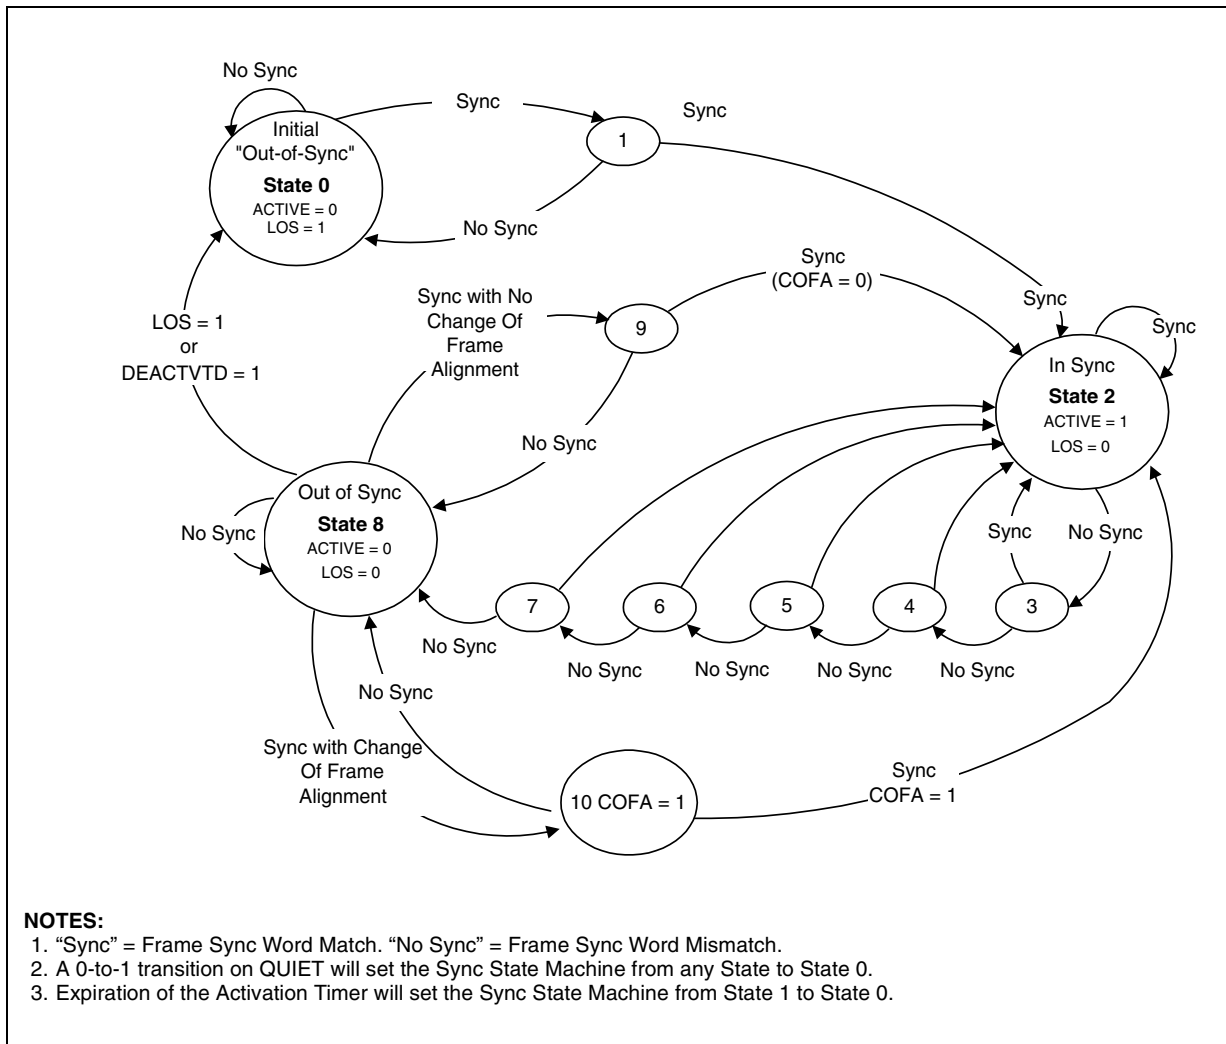 No Sync
Sync
Sync
Initial
"Out-of-Sync"
State 0
ACTIVE = 0
LOS = 1
1
No Sync
Sync
(COFA = 0)
Sync with No
Change Of
Frame
Alignment
9
Sync
Sync
LOS = 1
or
DEACTVTD = 1
In Sync
State 2
ACTIVE = 1
LOS = 0
No Sync
Out of Sync
State 8
ACTIVE = 0
LOS = 0
No Sync
Sync
No Sync
7
6
5
4
3
No Sync
No Sync
No Sync
No Sync
No Sync
No Sync
Sync with Change
Of Frame
Alignment
10 COFA = 1
Sync
COFA = 1
NOTES:
1. “Sync” = Frame Sync Word Match. “No Sync” = Frame Sync Word Mismatch.
2. A 0-to-1 transition on QUIET will set the Sync State Machine from any State to State 0.
3. Expiration of the Activation Timer will set the Sync State Machine from State 1 to State 0.